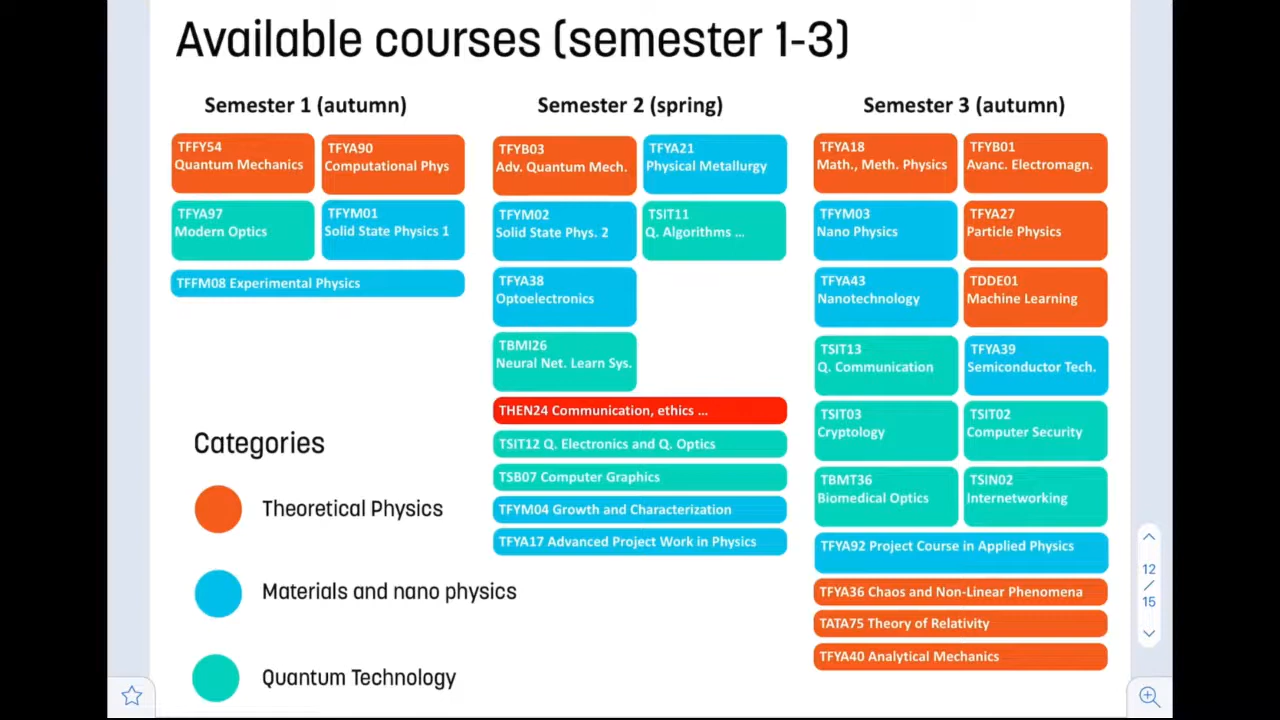 Available courses (semester 1-3)
Semester 1 (autumn)
TFFY54
Quantum Mechanics
TFYA90
Computational Phys
TFYA97
Modern Optics
TFYM01
Solid State Physics 1
TFFM08 Experimental Physics
Semester 2 (spring)
TFYB03
Adv. Quantum Mech.
TFYA21
Physical Metallurgy
TFYM02
Solid State Phys. 2
TSIT11
Q. Algorithms ...
TFYA38
Optoelectronics
TBMI26
Neural Net. Learn Sys.
THEN24 Communication, ethics ...
TSIT12 Q. Electronics and Q. Optics
TSB07 Computer Graphics
TFYM04 Growth and Characterization
TFYA17 Advanced Project Work in Physics
Semester 3 (autumn)
TFYA18
Math., Meth. Physics
TFYB01
Avanc. Electromagn.
TFYM03
Nano Physics
TFYA27
Particle Physics
TFYA43
Nanotechnology
TDDE01
Machine Learning
TSIT13
Q. Communication
TFYA39
Semiconductor Tech.
TSIT03
Cryptology
TSIT02
Computer Security
TBMT36
Biomedical Optics
TSIN02
Internetworking
TFYA92 Project Course in Applied Physics
TFYA36 Chaos and Non-Linear Phenomena
TATA75 Theory of Relativity
TFYA40 Analytical Mechanics
Categories
Theoretical Physics
Materials and nano physics
Quantum Technology
12
/
15